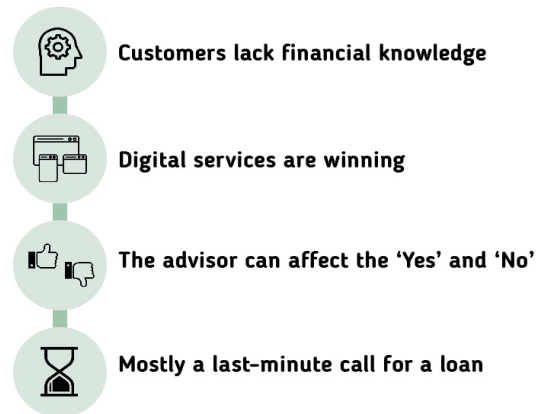 Customers lack financial knowledge
Digital services are winning
The advisor can affect the ‘Yes’ and ‘No’
Mostly a last-minute call for a loan